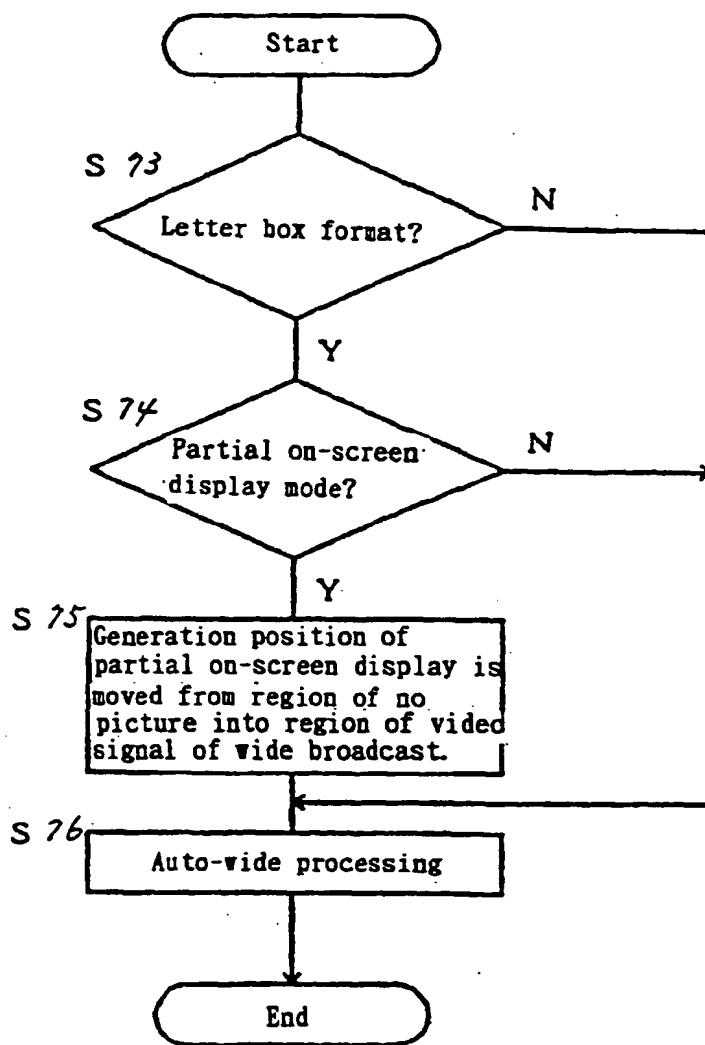 Start
S 73
Letter box format?
N
Y
S 74
Partial on-screen
display mode?
N
Y
S 75
Generation position of
partial on-screen display is
moved from region of no
picture into region of video
signal of wide broadcast.
S 76
Auto-wide processing
End